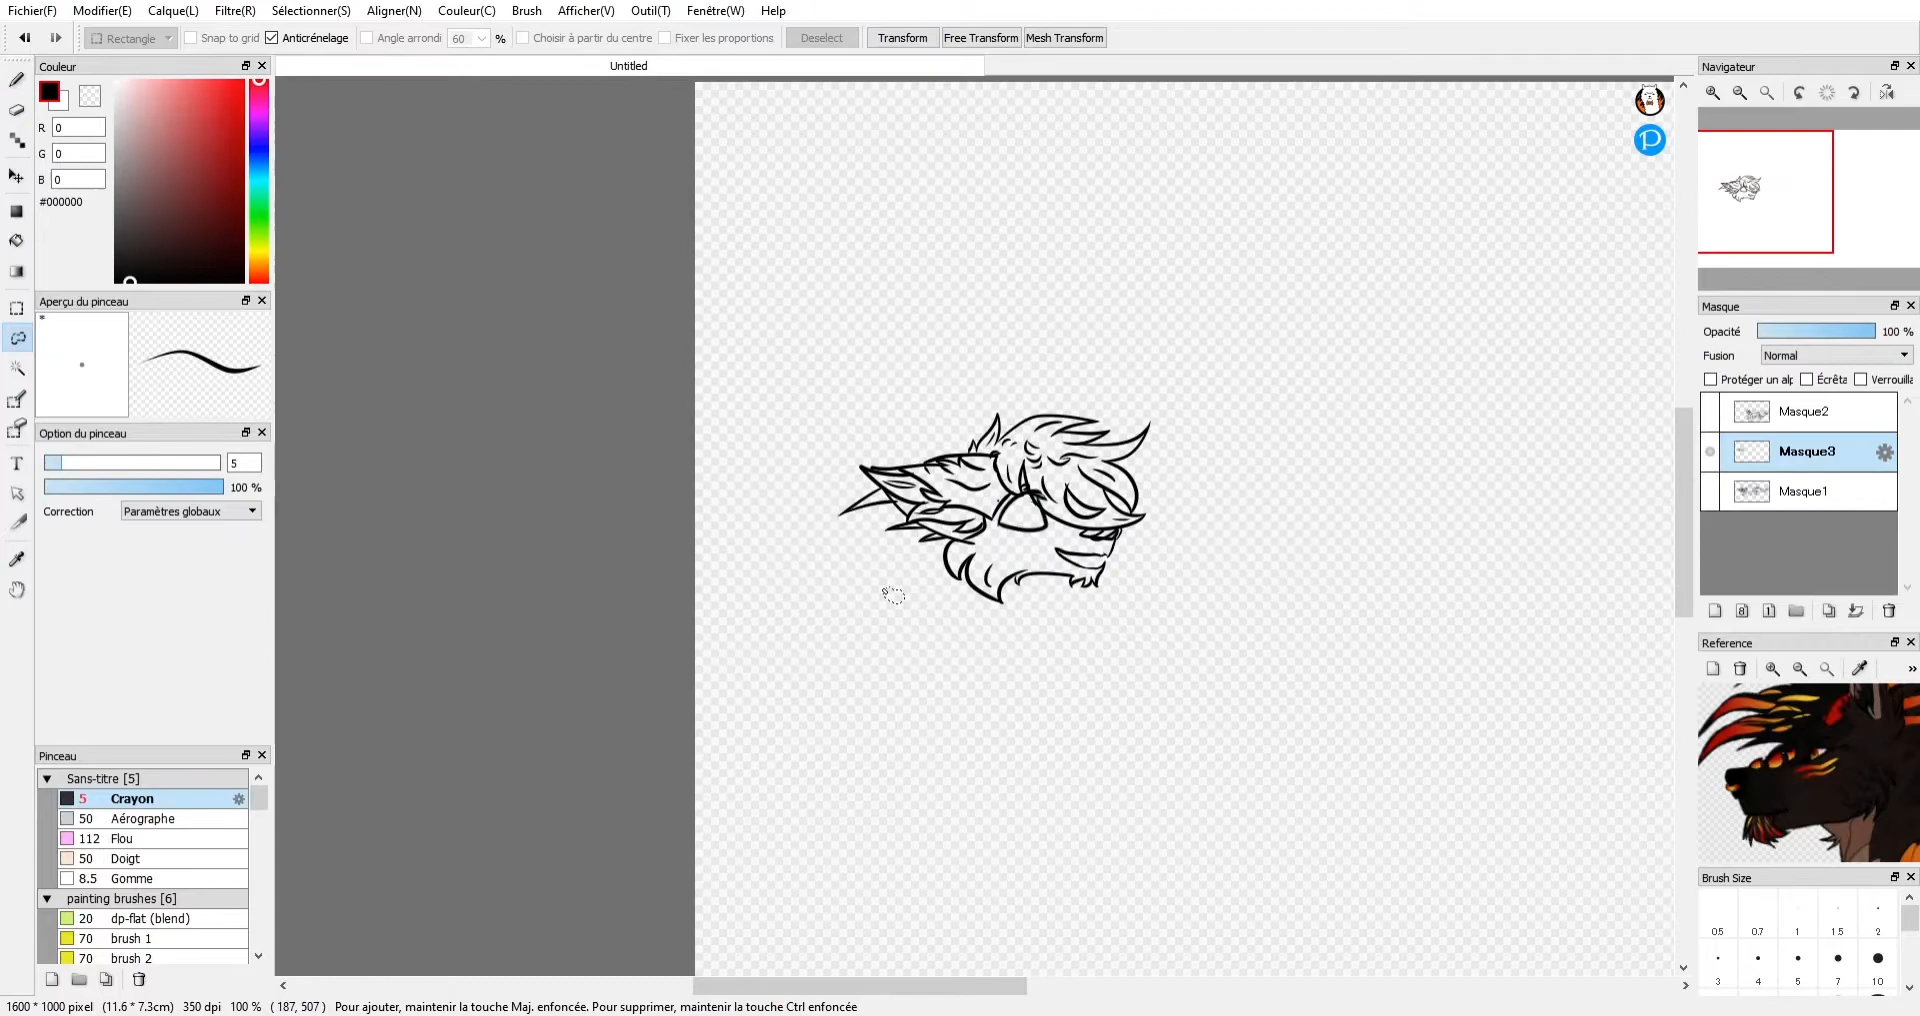 Fichier(F) Modifier(E) Calque(L) Filtre(R) Sélectionner(S) Aligner(N) Couleur(C) Brush Afficher(V) Outil(T) Fenêtre(W) Help
Rectangle Snap to grid Anticrénelage Angle arrondi 60 % Choisir à partir du centre Fixer les proportions Deselect Transform Free Transform Mesh Transform
Couleur
Untitled
Navigateur
R 0
G 0
B 0
#000000
Aperçu du pinceau
*
Option du pinceau
5
100 %
Correction Paramètres globaux
Pinceau
Sans-titre [5]
5 Crayon
50 Aérographe
112 Flou
50 Doigt
8.5 Gomme
painting brushes [6]
20 dp-flat (blend)
70 brush 1
70 brush 2
Masque
Opacité 100 %
Fusion Normal
Protéger un alp Écrêta Verrouilla
Masque2
Masque3
Masque1
8 1
Reference
»
Brush Size
0.5 0.7 1 1.5 2
3 4 5 7 10
T
P
1600 * 1000 pixel (11.6 * 7.3cm) 350 dpi 100 % ( 187, 507 ) Pour ajouter, maintenir la touche Maj. enfoncée. Pour supprimer, maintenir la touche Ctrl enfoncée